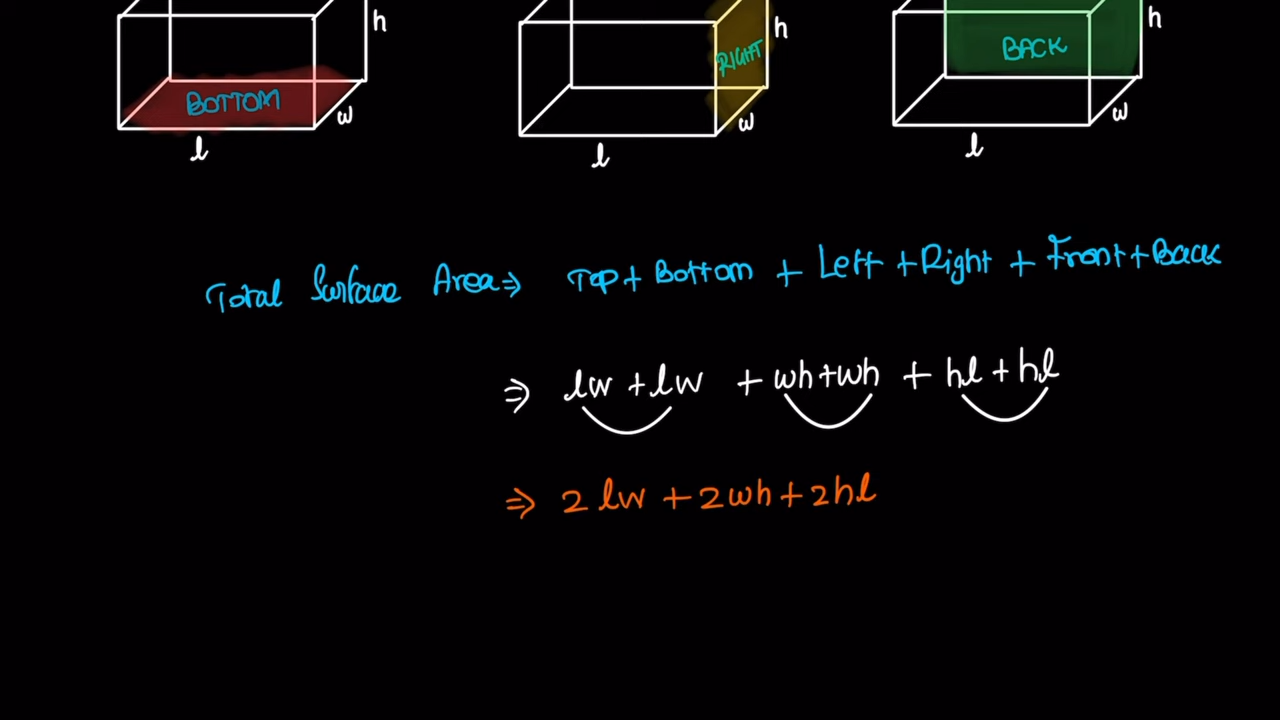 h h h
BOTTOM RIGHT BACK
w w w
l l l
Total Surface Area ⇒ Top + Bottom + Left + Right + Front + Back
⇒ lw + lw + wh + wh + hl + hl
⇒ 2lw + 2wh + 2hl